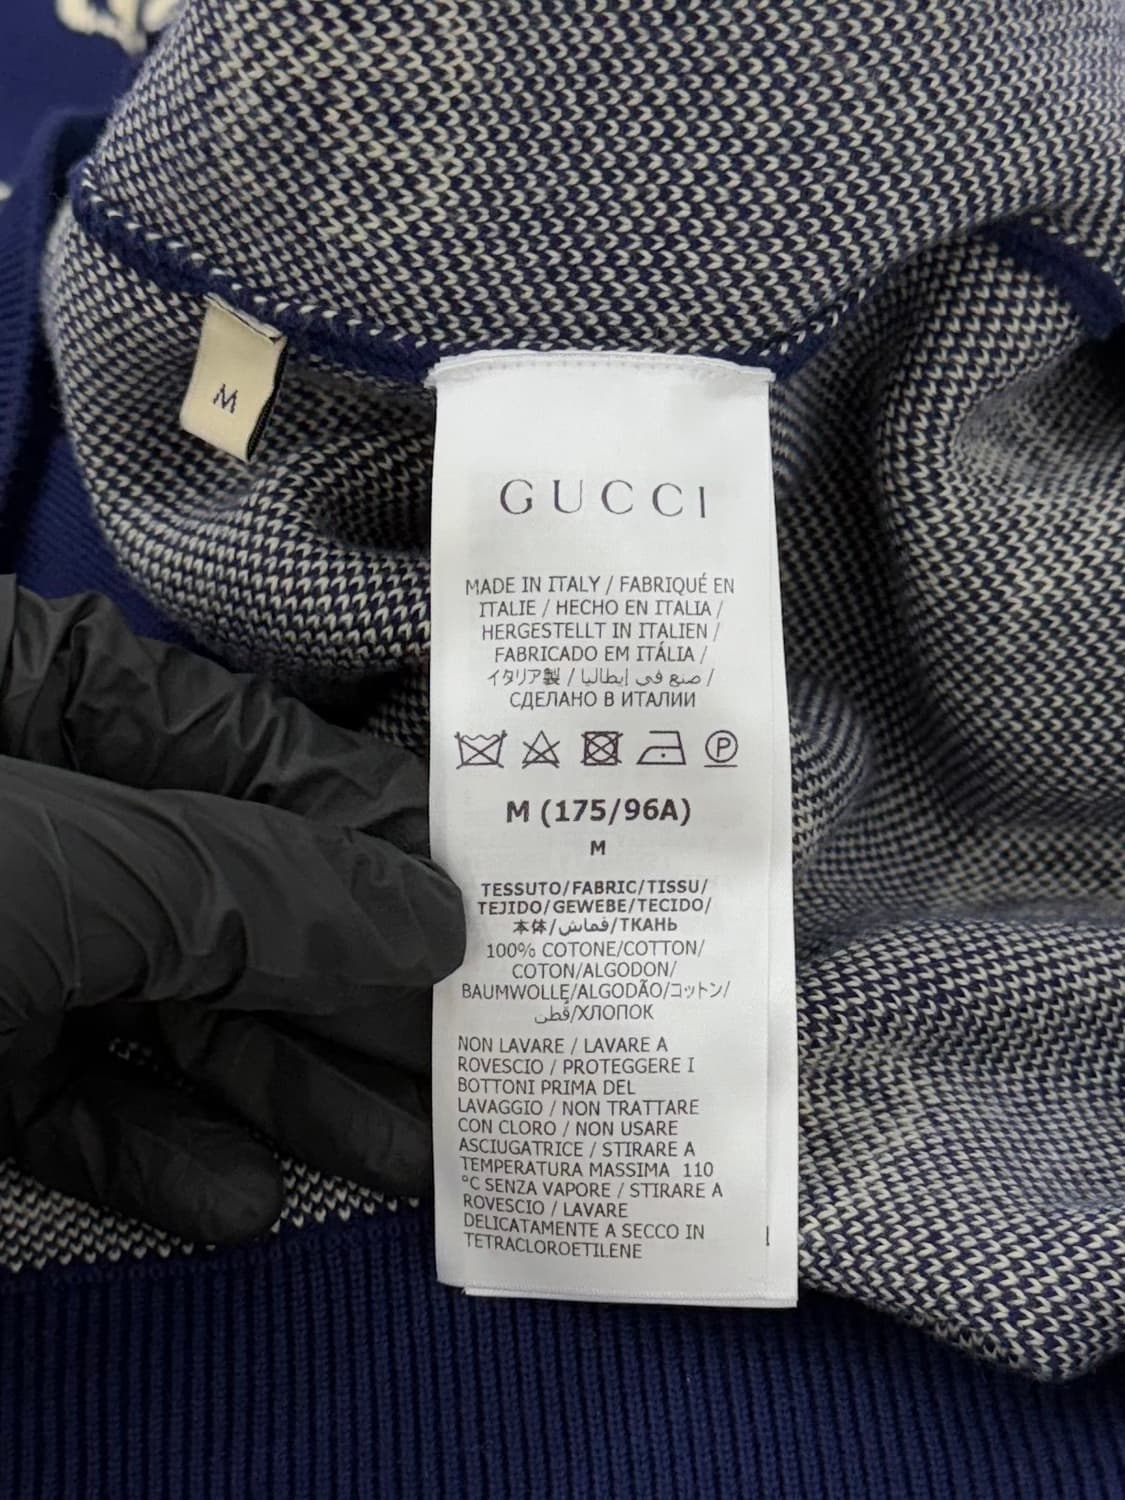 M
GUCCI
MADE IN ITALY / FABRIQUÉ EN
ITALIE / HECHO EN ITALIA /
HERGESTELLT IN ITALIEN /
FABRICADO EM ITÁLIA /
イタリア製 / صنع في إيطاليا /
СДЕЛАНО В ИТАЛИИ
P
M (175/96A)
M
TESSUTO/FABRIC/TISSU/
TEJIDO/GEWEBE/TECIDO/
本体/قماش/ТКАНЬ
100% COTONE/COTTON/
COTON/ALGODON/
BAUMWOLLE/ALGODÃO/コットン/
قطن/ХЛОПОК
NON LAVARE / LAVARE A
ROVESCIO / PROTEGGERE I
BOTTONI PRIMA DEL
LAVAGGIO / NON TRATTARE
CON CLORO / NON USARE
ASCIUGATRICE / STIRARE A
TEMPERATURA MASSIMA 110
°C SENZA VAPORE / STIRARE A
ROVESCIO / LAVARE
DELICATAMENTE A SECCO IN
TETRACLOROETILENE